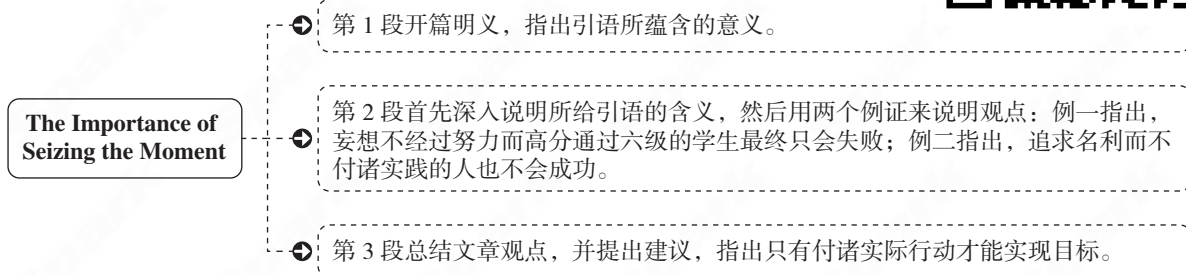 第 1 段开篇明义，指出引语所蕴含的意义。
The Importance of
Seizing the Moment
第 2 段首先深入说明所给引语的含义，然后用两个例证来说明观点：例一指出，
妄想不经过努力而高分通过六级的学生最终只会失败；例二指出，追求名利而不
付诸实践的人也不会成功。
第 3 段总结文章观点，并提出建议，指出只有付诸实际行动才能实现目标。